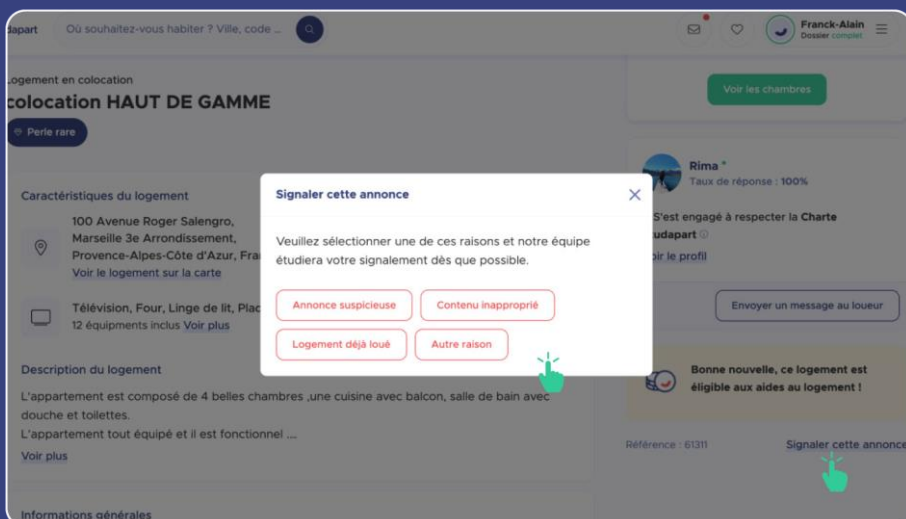 dapart
Où souhaitez-vous habiter ? Ville, code ...
Franck-Alain
Dossier complet
Logement en colocation
colocation HAUT DE GAMME
Perle rare
Voir les chambres
Caractéristiques du logement
100 Avenue Roger Salengro,
Marseille 3e Arrondissement,
Provence-Alpes-Côte d'Azur, Fra
Voir le logement sur la carte
Télévision, Four, Linge de lit, Plac
12 équipments inclus Voir plus
Description du logement
L'appartement est composé de 4 belles chambres ,une cuisine avec balcon, salle de bain avec
douche et toilettes.
L'appartement tout équipé et il est fonctionnel ....
Voir plus
Informations générales
Signaler cette annonce
Veuillez sélectionner une de ces raisons et notre équipe
étudiera votre signalement dès que possible.
Annonce suspicieuse
Contenu inapproprié
Logement déjà loué
Autre raison
Rima
Taux de réponse : 100%
S'est engagé à respecter la Charte
udapart
oir le profil
Envoyer un message au loueur
Bonne nouvelle, ce logement est
éligible aux aides au logement !
Référence : 61311
Signaler cette annonce